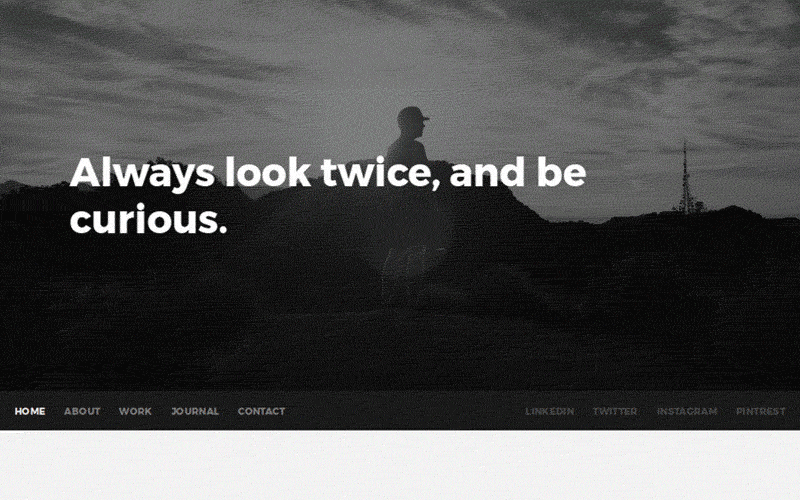 Always look twice, and be
curious.
HOME ABOUT WORK JOURNAL CONTACT LINKEDIN TWITTER INSTAGRAM PINTREST